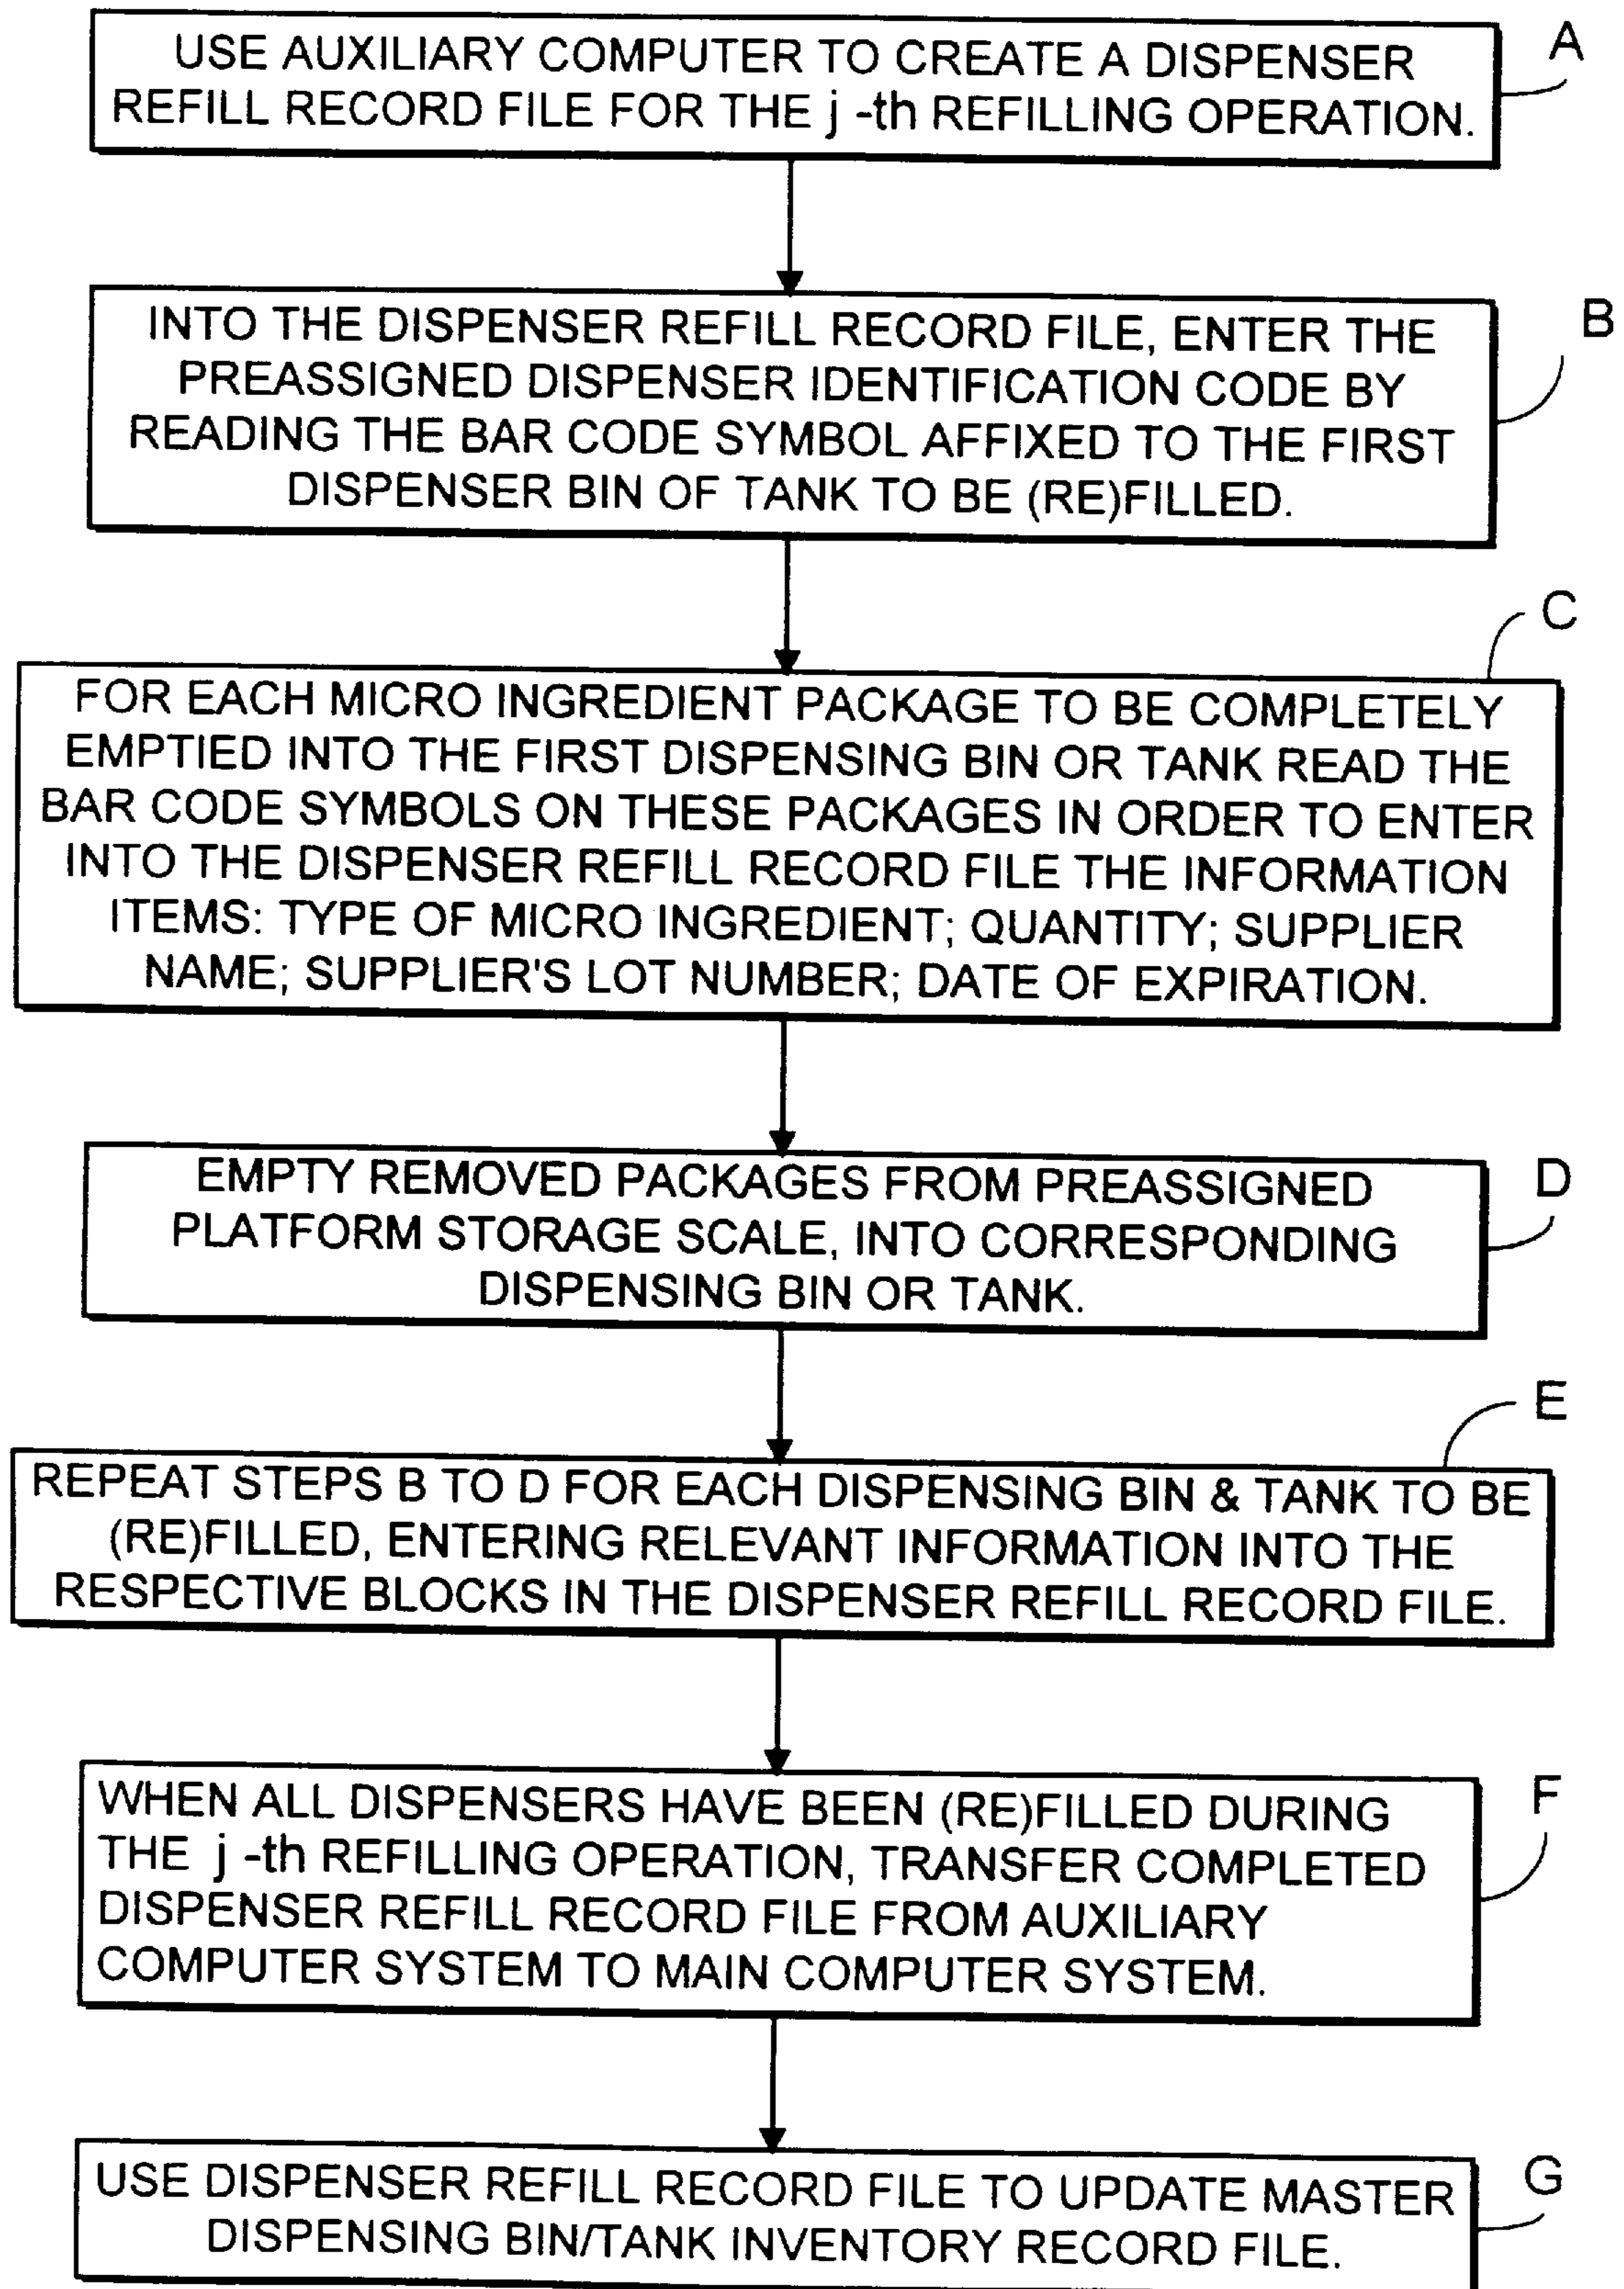 A
USE AUXILIARY COMPUTER TO CREATE A DISPENSER
REFILL RECORD FILE FOR THE j -th REFILLING OPERATION.
B
INTO THE DISPENSER REFILL RECORD FILE, ENTER THE
PREASSIGNED DISPENSER IDENTIFICATION CODE BY
READING THE BAR CODE SYMBOL AFFIXED TO THE FIRST
DISPENSER BIN OF TANK TO BE (RE)FILLED.
C
FOR EACH MICRO INGREDIENT PACKAGE TO BE COMPLETELY
EMPTIED INTO THE FIRST DISPENSING BIN OR TANK READ THE
BAR CODE SYMBOLS ON THESE PACKAGES IN ORDER TO ENTER
INTO THE DISPENSER REFILL RECORD FILE THE INFORMATION
ITEMS: TYPE OF MICRO INGREDIENT; QUANTITY; SUPPLIER
NAME; SUPPLIER'S LOT NUMBER; DATE OF EXPIRATION.
D
EMPTY REMOVED PACKAGES FROM PREASSIGNED
PLATFORM STORAGE SCALE, INTO CORRESPONDING
DISPENSING BIN OR TANK.
E
REPEAT STEPS B TO D FOR EACH DISPENSING BIN & TANK TO BE
(RE)FILLED, ENTERING RELEVANT INFORMATION INTO THE
RESPECTIVE BLOCKS IN THE DISPENSER REFILL RECORD FILE.
F
WHEN ALL DISPENSERS HAVE BEEN (RE)FILLED DURING
THE j -th REFILLING OPERATION, TRANSFER COMPLETED
DISPENSER REFILL RECORD FILE FROM AUXILIARY
COMPUTER SYSTEM TO MAIN COMPUTER SYSTEM.
G
USE DISPENSER REFILL RECORD FILE TO UPDATE MASTER
DISPENSING BIN/TANK INVENTORY RECORD FILE.